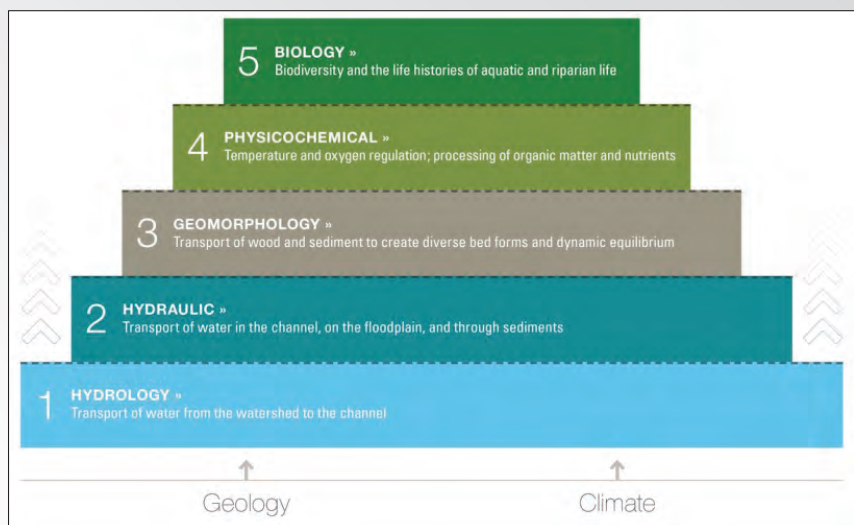 5 BIOLOGY »
Biodiversity and the life histories of aquatic and riparian life
4 PHYSICOCHEMICAL »
Temperature and oxygen regulation; processing of organic matter and nutrients
3 GEOMORPHOLOGY »
Transport of wood and sediment to create diverse bed forms and dynamic equilibrium
2 HYDRAULIC »
Transport of water in the channel, on the floodplain, and through sediments
1 HYDROLOGY »
Transport of water from the watershed to the channel
Geology Climate